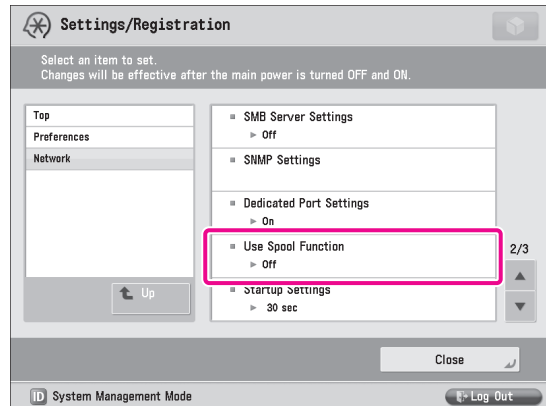 Settings/Registration
Select an item to set.
Changes will be effective after the main power is turned OFF and ON.
Top
Preferences
Network
Up
SMB Server Settings
Off
SNMP Settings
Dedicated Port Settings
On
Use Spool Function
Off
Startup Settings
30 sec
2/3
Close
ID System Management Mode
Log Out